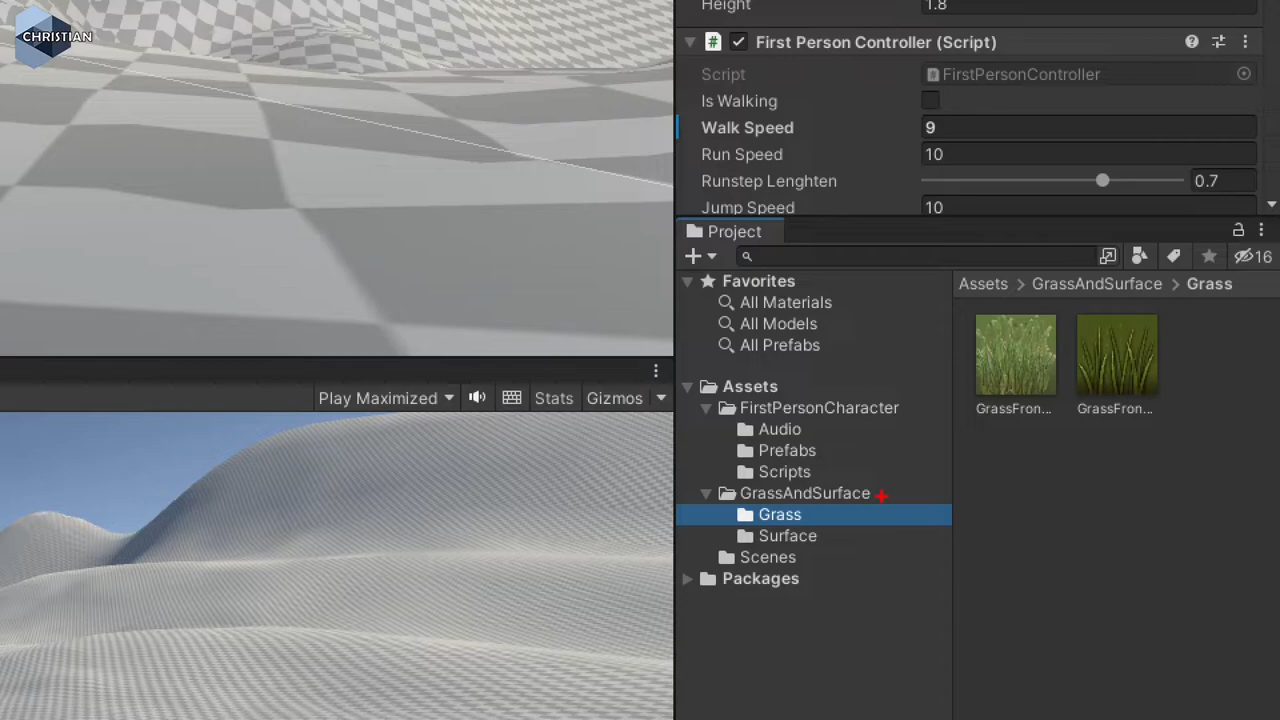 CHRISTIAN
Height
1.8
First Person Controller (Script)
Script
FirstPersonController
Is Walking
Walk Speed
9
Run Speed
10
Runstep Lenghten
0.7
Jump Speed
10
Project
16
Favorites
All Materials
All Models
All Prefabs
Assets
FirstPersonCharacter
Audio
Prefabs
Scripts
GrassAndSurface
Grass
Surface
Scenes
Packages
Assets > GrassAndSurface > Grass
GrassFron...
GrassFron...
Play Maximized
Stats
Gizmos